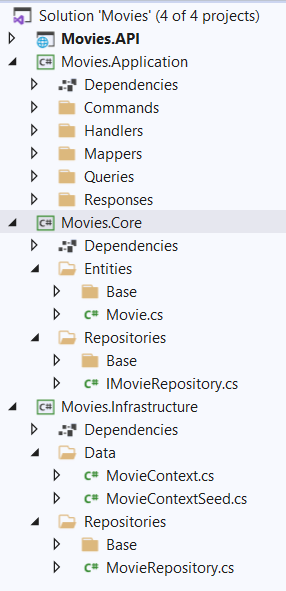 Solution 'Movies' (4 of 4 projects)
Movies.API
C# Movies.Application
Dependencies
Commands
Handlers
Mappers
Queries
Responses
C# Movies.Core
Dependencies
Entities
Base
C# Movie.cs
Repositories
Base
C# IMovieRepository.cs
C# Movies.Infrastructure
Dependencies
Data
C# MovieContext.cs
C# MovieContextSeed.cs
Repositories
Base
C# MovieRepository.cs